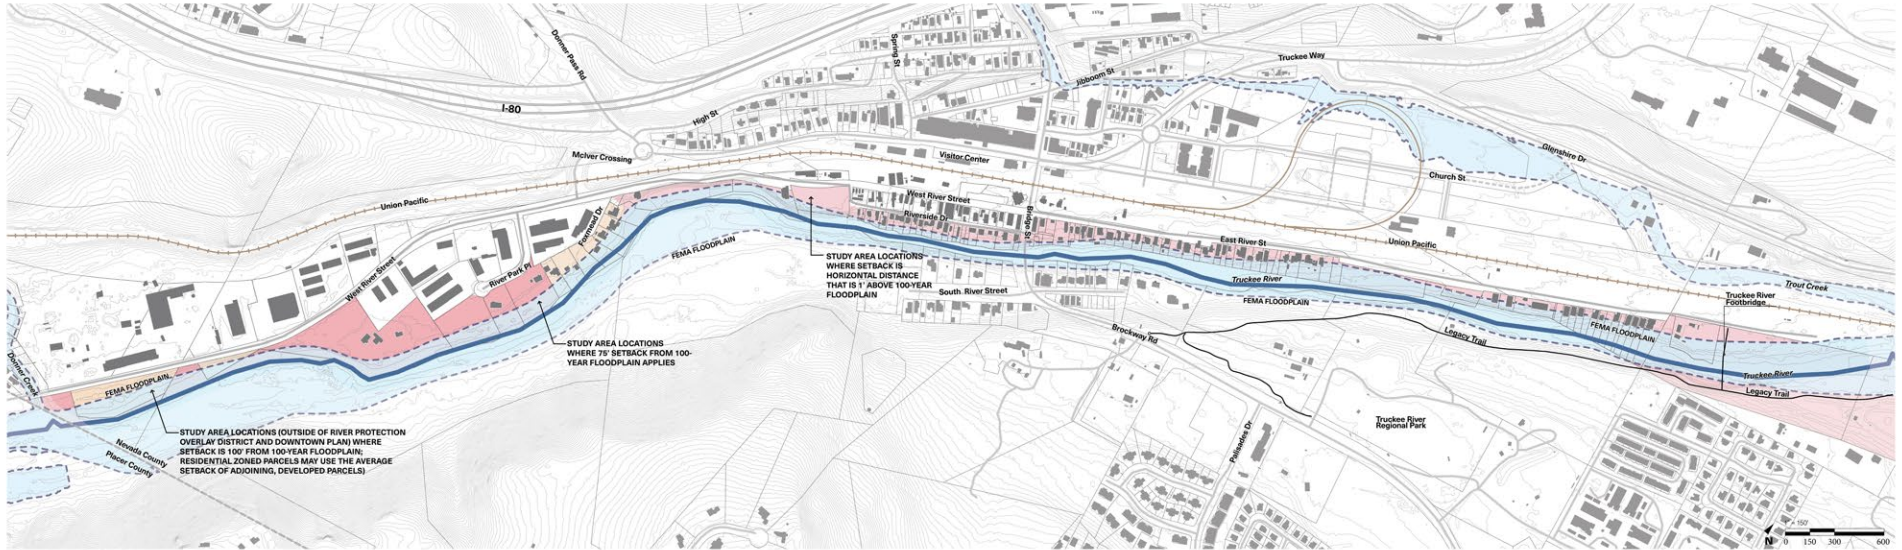 Donner Pass Rd
Spring St
Truckee Way
Jibboom St
I-80
High St
McIver Crossing
Visitor Center
Glenshire Dr
Church St
Union Pacific
West River Street
Riverside Dr
Bridge St
Foxmead Dr
FEMA FLOODPLAIN
East River St
Union Pacific
West River Street
River Park Pl
STUDY AREA LOCATIONS
WHERE SETBACK IS
HORIZONTAL DISTANCE
THAT IS 1' ABOVE 100-YEAR
FLOODPLAIN
South River Street
Truckee River
FEMA FLOODPLAIN
Trout Creek
Truckee River
Footbridge
Brockway Rd
Legacy Trail
FEMA FLOODPLAIN
STUDY AREA LOCATIONS
WHERE 75' SETBACK FROM 100-
YEAR FLOODPLAIN APPLIES
Donner Creek
FEMA FLOODPLAIN
Truckee River
Legacy Trail
Truckee River
Regional Park
Palisades Dr
STUDY AREA LOCATIONS (OUTSIDE OF RIVER PROTECTION
OVERLAY DISTRICT AND DOWNTOWN PLAN) WHERE
SETBACK IS 100' FROM 100-YEAR FLOODPLAIN;
RESIDENTIAL ZONED PARCELS MAY USE THE AVERAGE
SETBACK OF ADJOINING, DEVELOPED PARCELS)
Nevada County
Placer County
1" = 150'
N
0 150 300 600